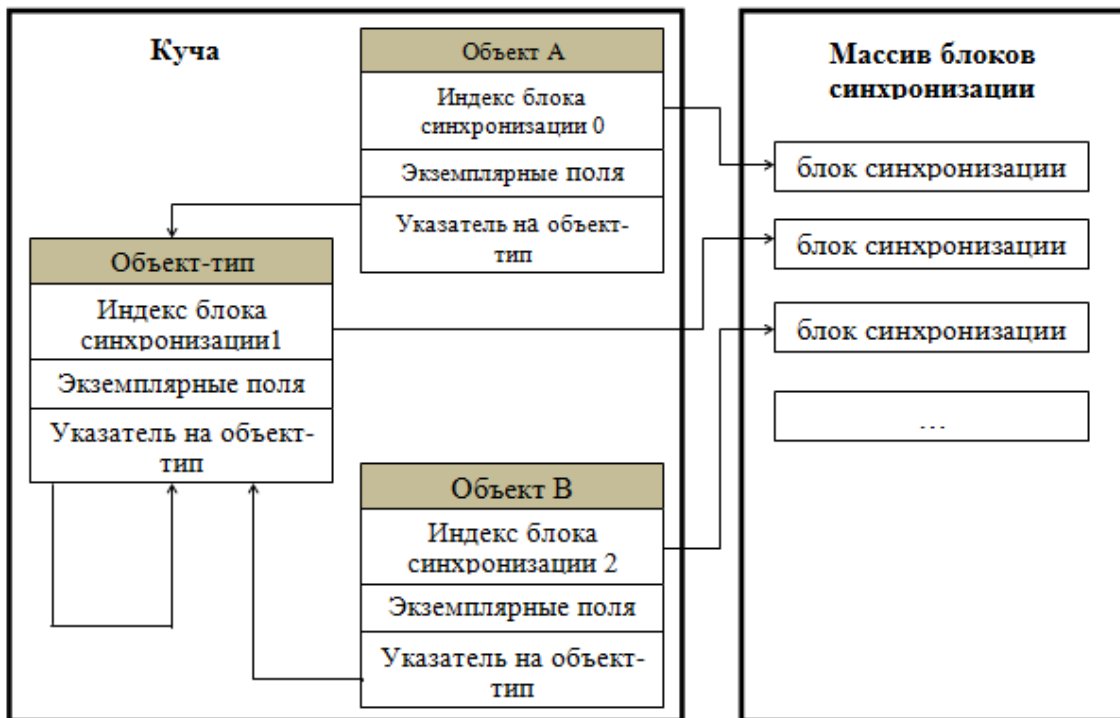 Куча
Объект А
Индекс блока
синхронизации 0
Экземплярные поля
Указатель на объект-
тип
Объект-тип
Индекс блока
синхронизации1
Экземплярные поля
Указатель на объект-
тип
Объект В
Индекс блока
синхронизации 2
Экземплярные поля
Указатель на объект-
тип
Массив блоков
синхронизации
блок синхронизации
блок синхронизации
блок синхронизации
...